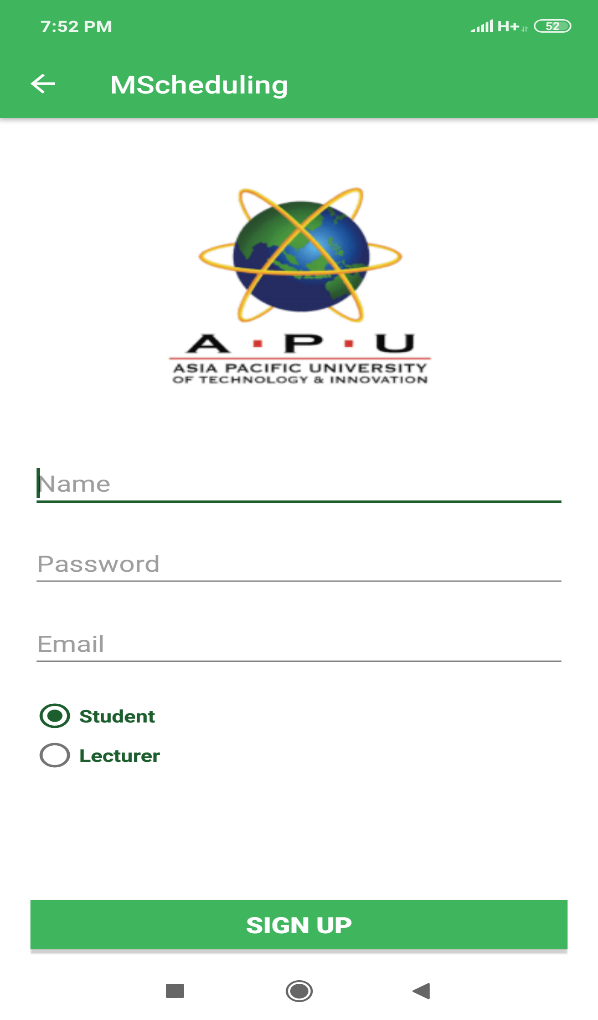 7:52 PM
H+
52
MScheduling
A·P·U
ASIA PACIFIC UNIVERSITY
OF TECHNOLOGY & INNOVATION
Name
Password
Email
Student
Lecturer
SIGN UP